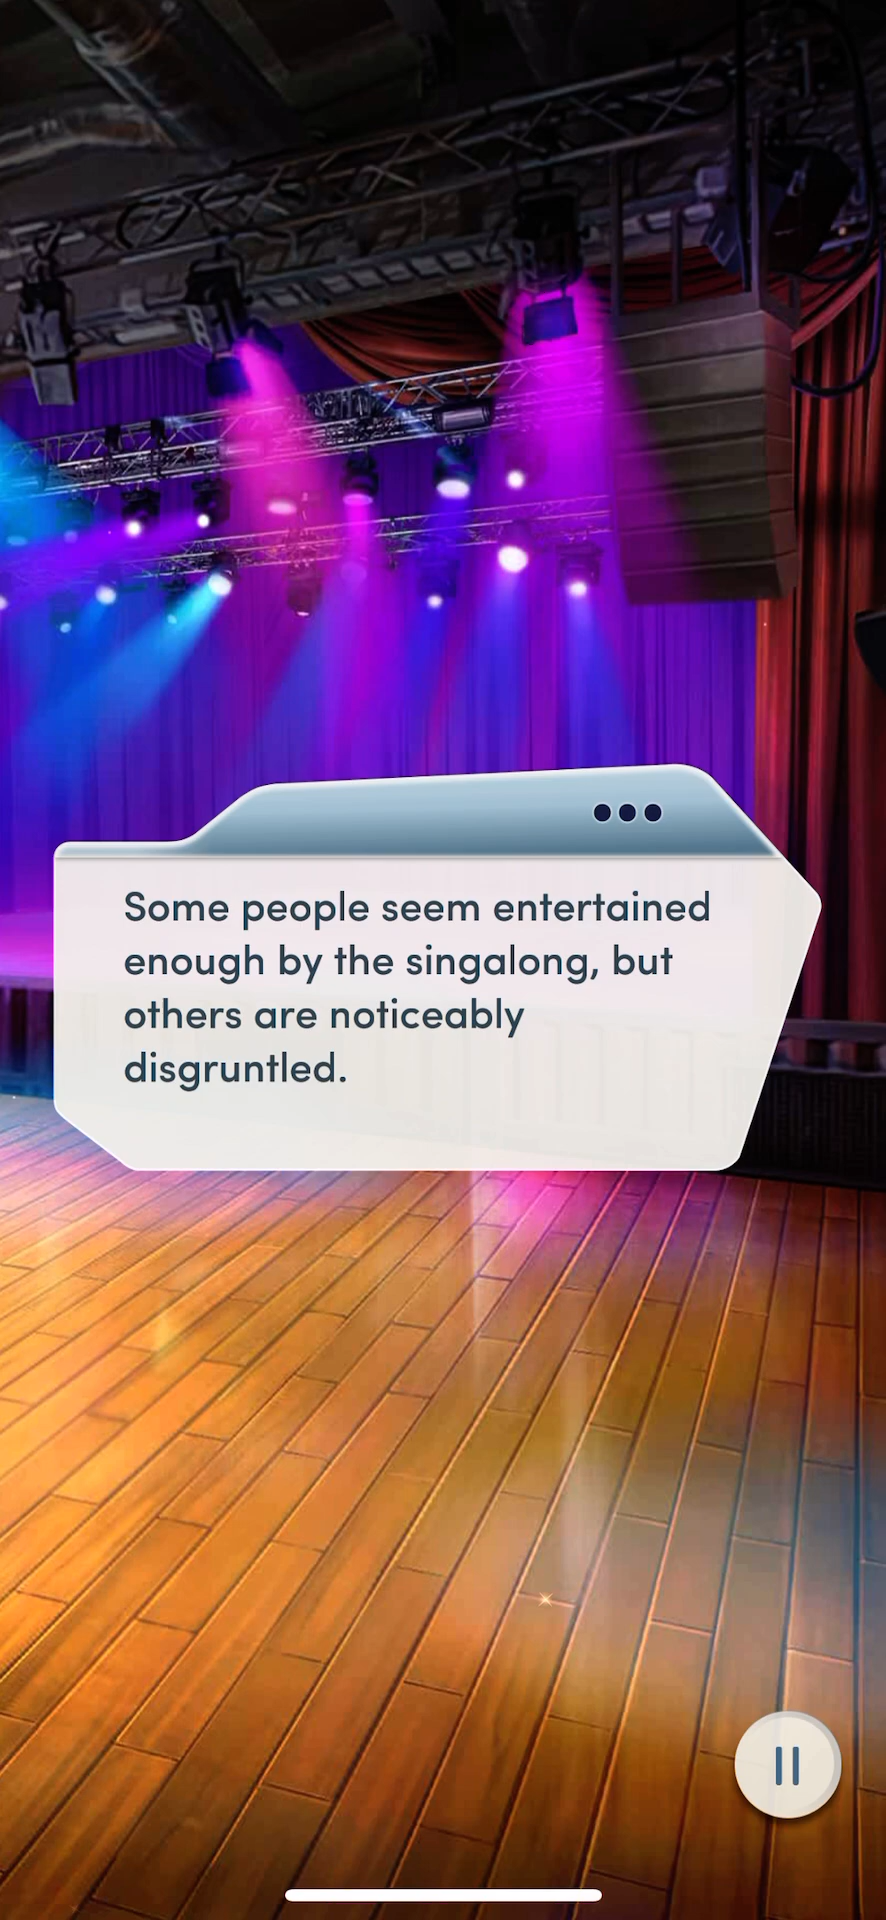 Some people seem entertained
enough by the singalong, but
others are noticeably
disgruntled.